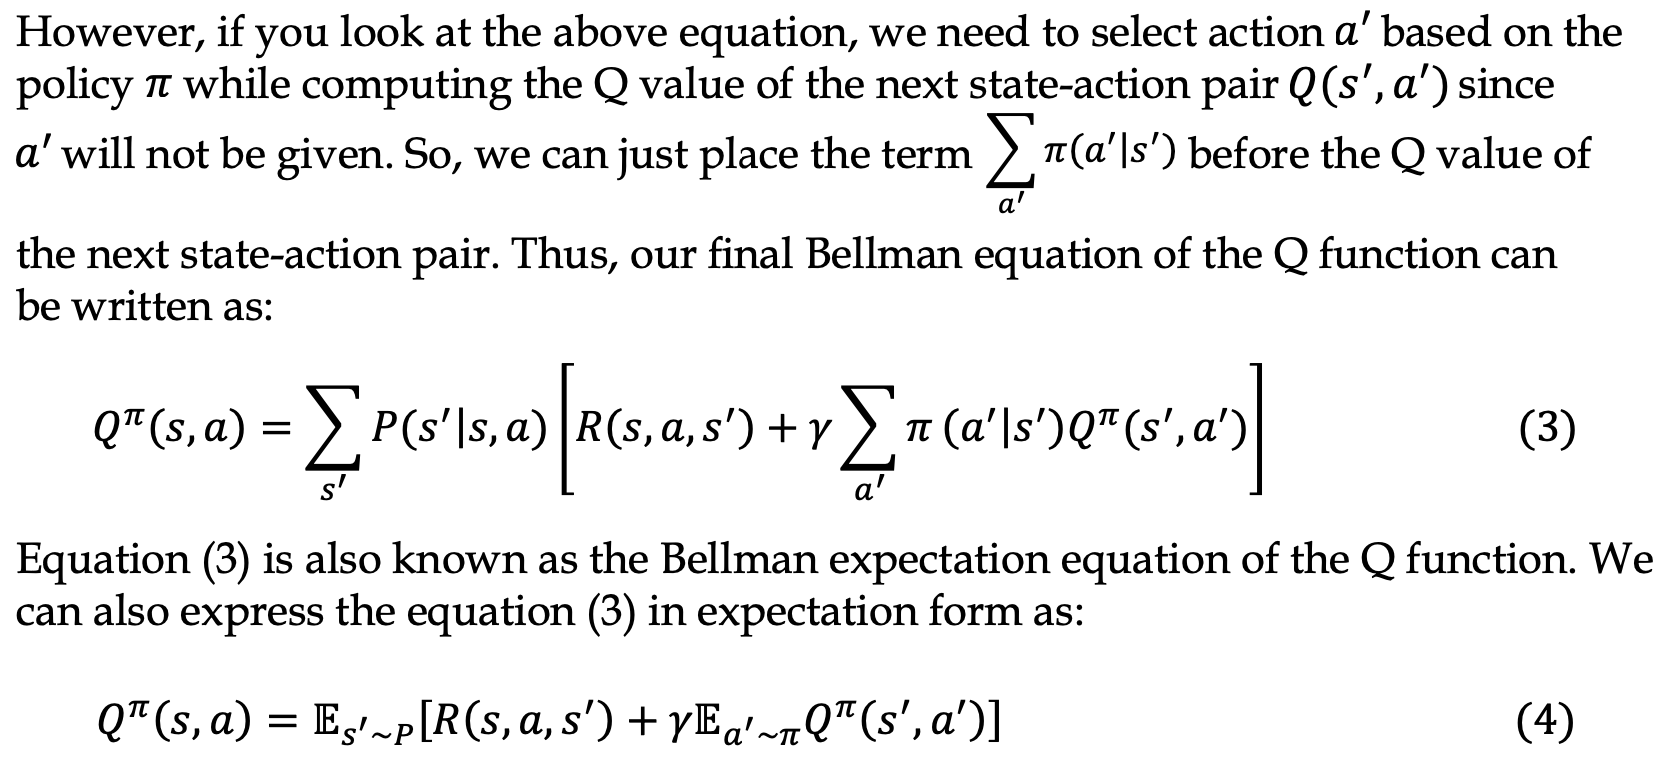 However, if you look at the above equation, we need to select action a′ based on the
policy π while computing the Q value of the next state-action pair Q(s′, a′) since
a′ will not be given. So, we can just place the term ∑_{a′} π(a′|s′) before the Q value of
the next state-action pair. Thus, our final Bellman equation of the Q function can
be written as:
Q^π(s, a) = ∑_{s′} P(s′|s, a) [R(s, a, s′) + γ ∑_{a′} π (a′|s′)Q^π(s′, a′)] (3)
Equation (3) is also known as the Bellman expectation equation of the Q function. We
can also express the equation (3) in expectation form as:
Q^π(s, a) = 𝔼_{s′~P}[R(s, a, s′) + γ𝔼_{a′~π}Q^π(s′, a′)] (4)